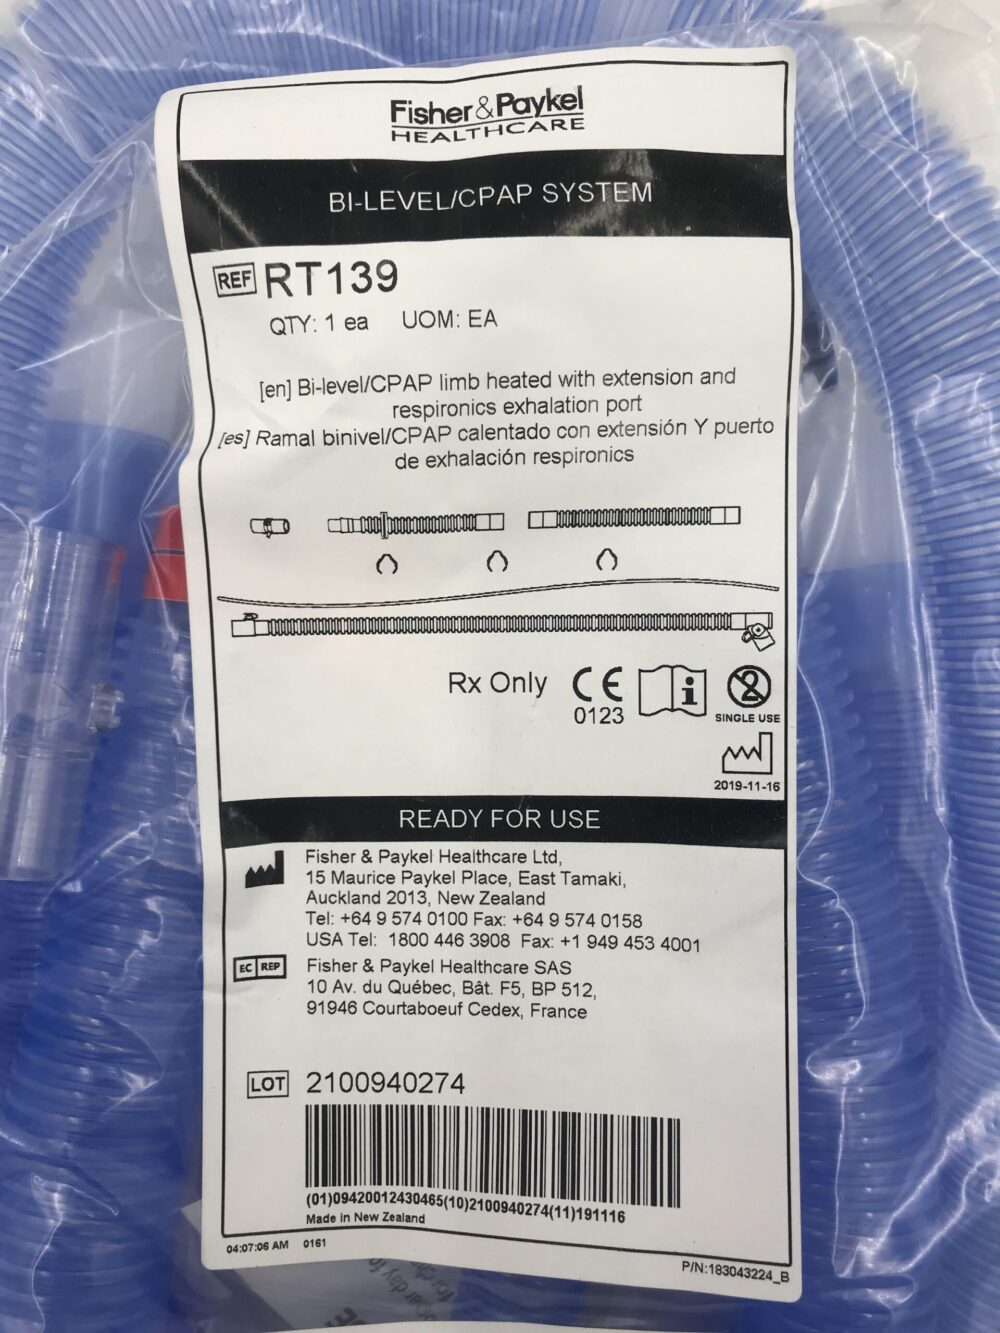 Fisher&Paykel
HEALTHCARE
BI-LEVEL/CPAP SYSTEM
REF RT139
QTY: 1 ea UOM: EA
[en] Bi-level/CPAP limb heated with extension and
respironics exhalation port
[es] Ramal binivel/CPAP calentado con extensión Y puerto
de exhalación respironics
Rx Only
CE
0123
i
2
SINGLE USE
2019-11-16
READY FOR USE
Fisher & Paykel Healthcare Ltd,
15 Maurice Paykel Place, East Tamaki,
Auckland 2013, New Zealand
Tel: +64 9 574 0100 Fax: +64 9 574 0158
USA Tel: 1800 446 3908 Fax: +1 949 453 4001
EC REP Fisher & Paykel Healthcare SAS
10 Av. du Québec, Bât. F5, BP 512,
91946 Courtaboeuf Cedex, France
LOT 2100940274
(01)09420012430465(10)2100940274(11)191116
Made in New Zealand
04:07:06 AM 0161
P/N:183043224_B